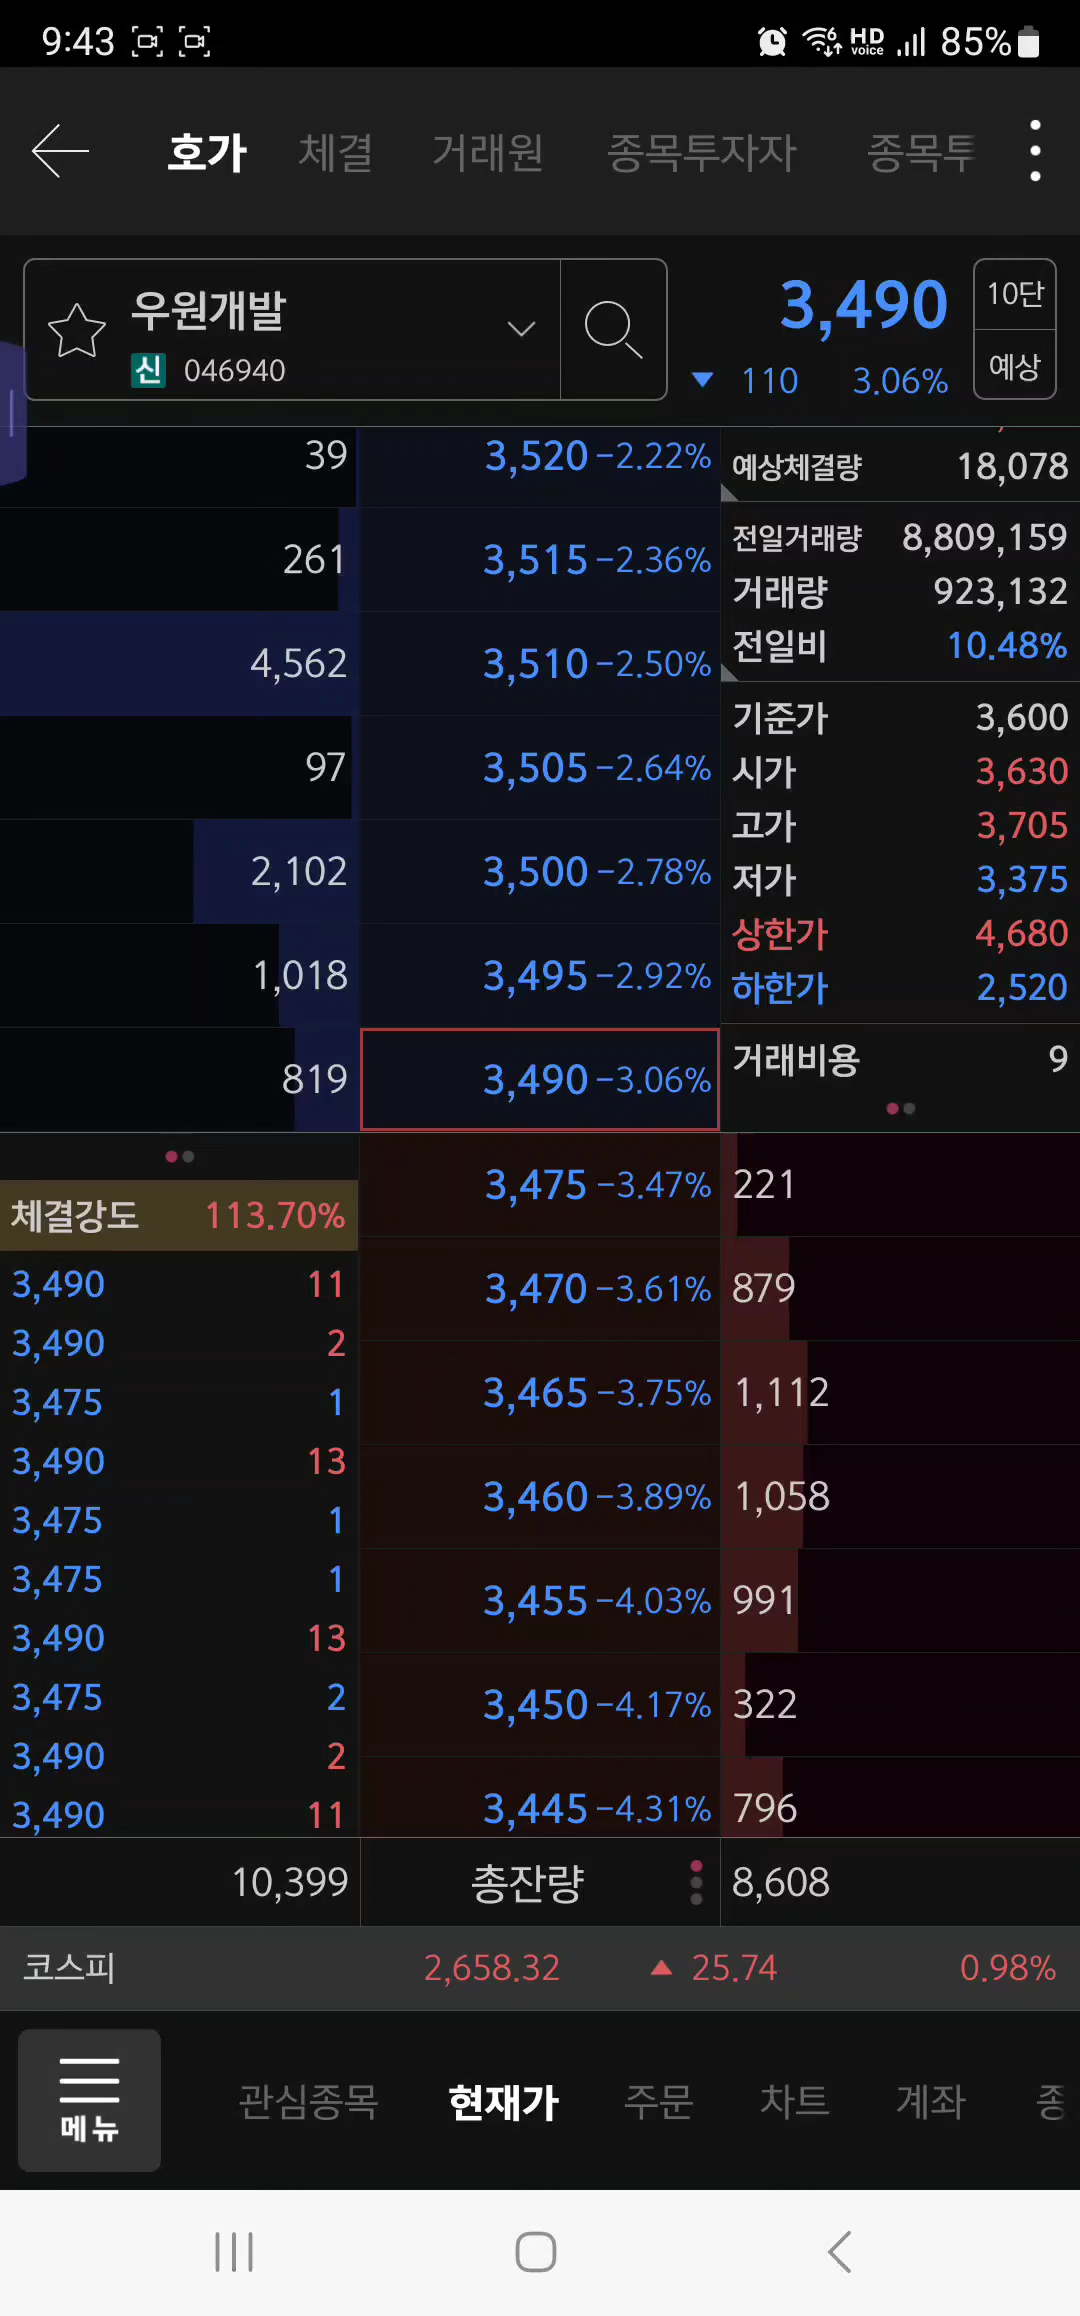 9:43 6 HD voice 85%
호가 체결 거래원 종목투자자 종목투
우원개발
신 046940
3,490
▼ 110 3.06%
10단
예상
39 3,520 -2.22%
261 3,515 -2.36%
4,562 3,510 -2.50%
97 3,505 -2.64%
2,102 3,500 -2.78%
1,018 3,495 -2.92%
819 3,490 -3.06%
예상체결량 18,078
전일거래량 8,809,159
거래량 923,132
전일비 10.48%
기준가 3,600
시가 3,630
고가 3,705
저가 3,375
상한가 4,680
하한가 2,520
거래비용 9
체결강도 113.70%
3,490 11
3,490 2
3,475 1
3,490 13
3,475 1
3,475 1
3,490 13
3,475 2
3,490 2
3,490 11
3,475 -3.47% 221
3,470 -3.61% 879
3,465 -3.75% 1,112
3,460 -3.89% 1,058
3,455 -4.03% 991
3,450 -4.17% 322
3,445 -4.31% 796
10,399 총잔량 8,608
코스피 2,658.32 ▲ 25.74 0.98%
메뉴 관심종목 현재가 주문 차트 계좌